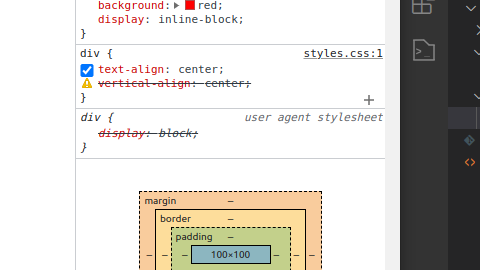 background: red;
display: inline-block;
}
div { styles.css:1
text-align: center;
vertical-align: center;
}
div { user agent stylesheet
display: block;
}
margin –
border –
padding –
– – – 100×100 – – –